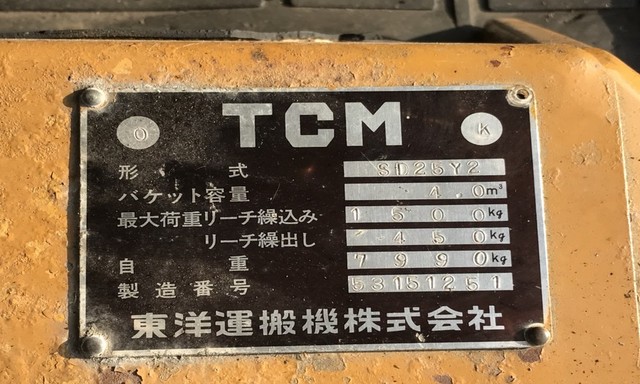 TCM
O K
形式 SD25Y2
バケット容量 4.0m³
最大荷重リーチ繰込み 1500kg
リーチ繰出し 450kg
自重 7990kg
製造番号 53151251
東洋運搬機株式会社